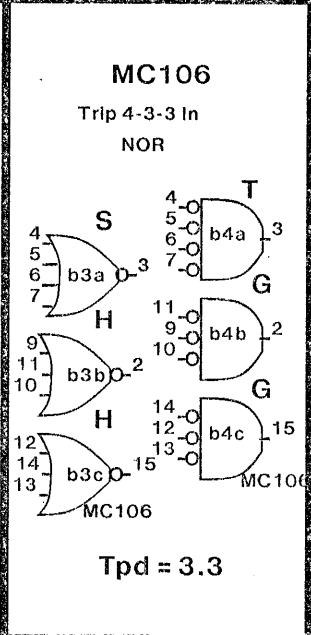 MC106
Trip 4-3-3 In
NOR
S
4
5
6
7
b3a
3
H
9
11
10
b3b
2
H
12
14
13
b3c
15
MC106
T
4
5
6
7
b4a
3
G
11
9
10
b4b
2
G
14
12
13
b4c
15
MC106
Tpd = 3.3